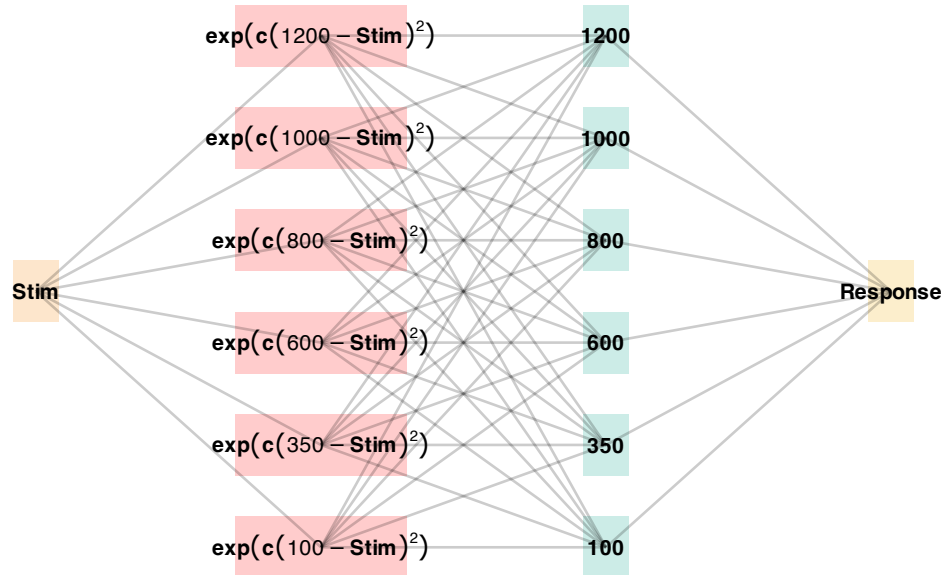 exp(c(1200 − Stim)²) 1200
exp(c(1000 − Stim)²) 1000
exp(c(800 − Stim)²) 800
Stim Response
exp(c(600 − Stim)²) 600
exp(c(350 − Stim)²) 350
exp(c(100 − Stim)²) 100